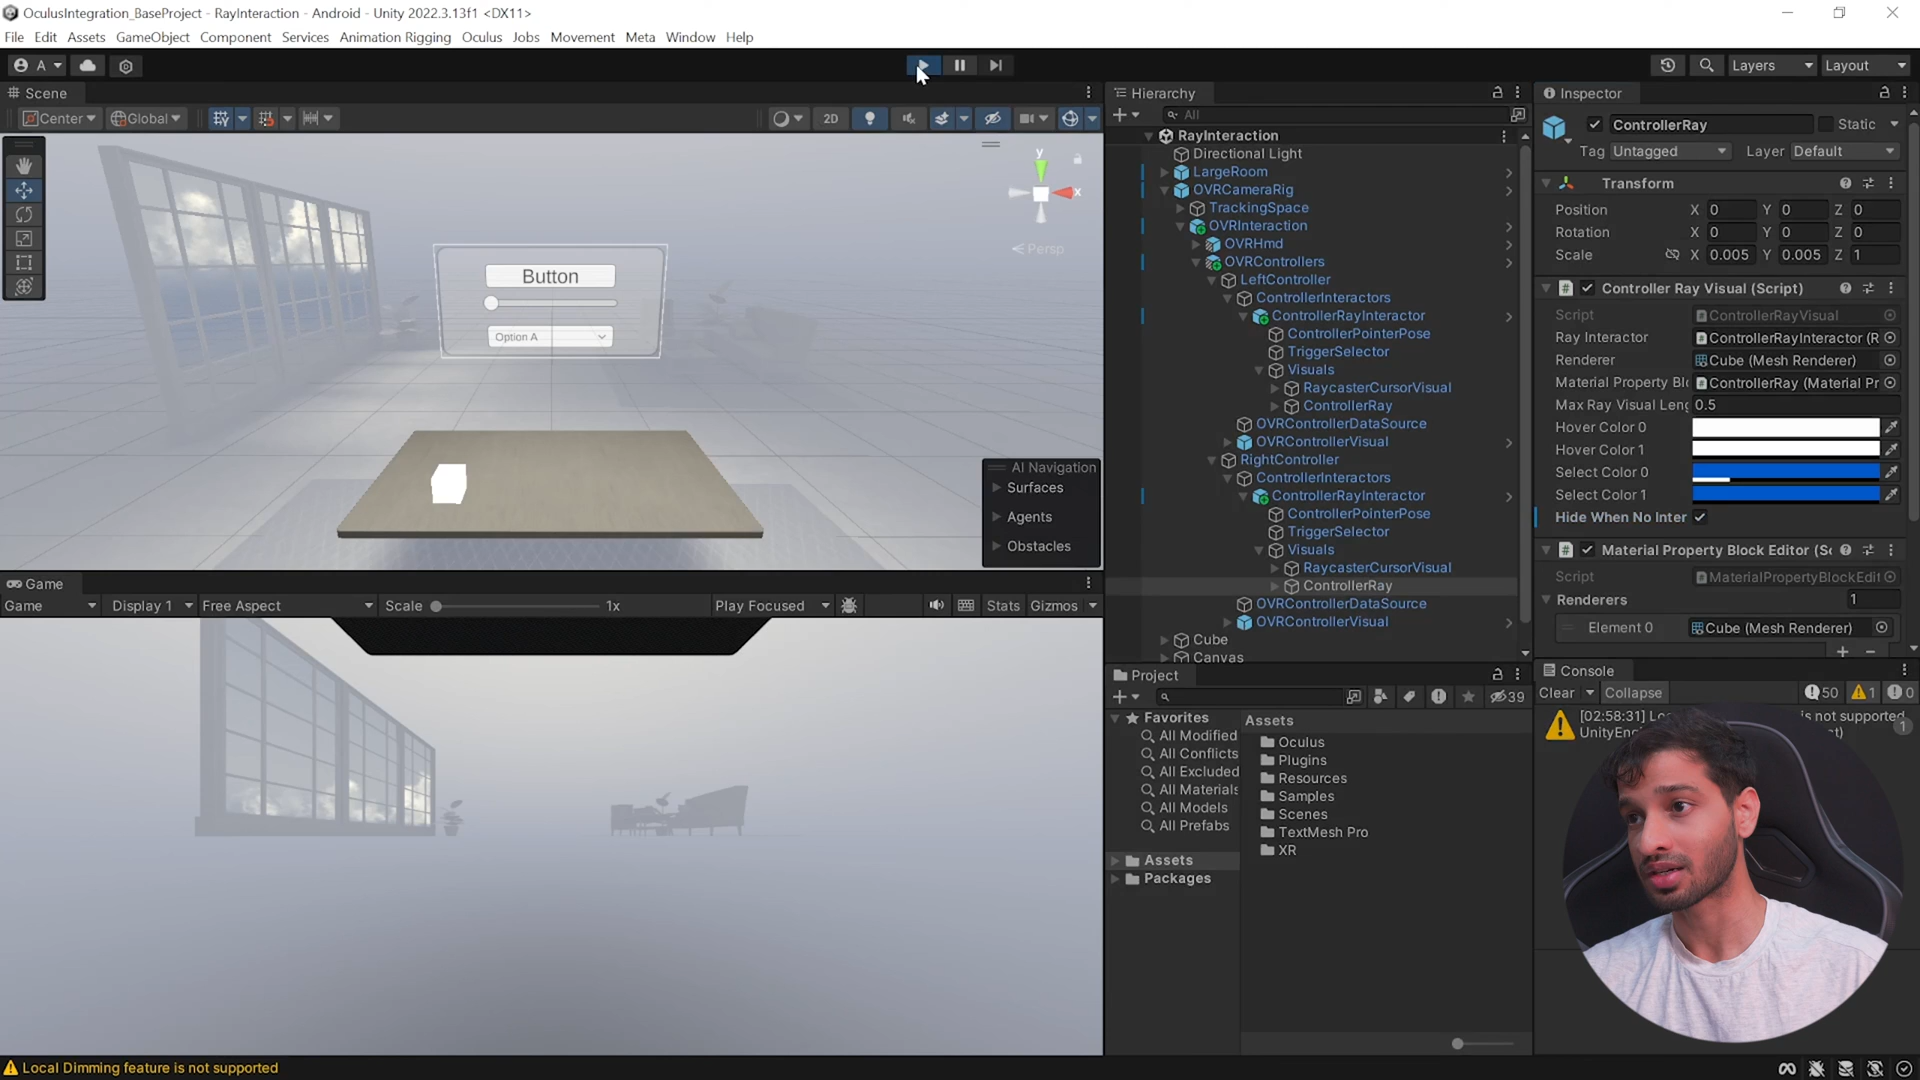 OculusIntegration_BaseProject - RayInteraction - Android - Unity 2022.3.13f1 <DX11>
File Edit Assets GameObject Component Services Animation Rigging Oculus Jobs Movement Meta Window Help
A
Layers
Layout
Scene
Center
Global
2D
y
x
Persp
Button
Option A
AI Navigation
Surfaces
Agents
Obstacles
Game
Game
Display 1
Free Aspect
Scale
1x
Play Focused
Stats
Gizmos
Hierarchy
All
RayInteraction
Directional Light
LargeRoom
OVRCameraRig
TrackingSpace
OVRInteraction
OVRHmd
OVRControllers
LeftController
ControllerInteractors
ControllerRayInteractor
ControllerPointerPose
TriggerSelector
Visuals
RaycasterCursorVisual
ControllerRay
OVRControllerDataSource
OVRControllerVisual
RightController
ControllerInteractors
ControllerRayInteractor
ControllerPointerPose
TriggerSelector
Visuals
RaycasterCursorVisual
ControllerRay
OVRControllerDataSource
OVRControllerVisual
Cube
Canvas
Project
39
Favorites
All Modified
All Conflicts
All Excluded
All Materials
All Models
All Prefabs
Assets
Packages
Assets
Oculus
Plugins
Resources
Samples
Scenes
TextMesh Pro
XR
Inspector
ControllerRay
Static
Tag Untagged
Layer Default
Transform
Position X 0 Y 0 Z 0
Rotation X 0 Y 0 Z 0
Scale X 0.005 Y 0.005 Z 1
Controller Ray Visual (Script)
Script ControllerRayVisual
Ray Interactor ControllerRayInteractor (R
Renderer Cube (Mesh Renderer)
Material Property Bl ControllerRay (Material Pr
Max Ray Visual Leng 0.5
Hover Color 0
Hover Color 1
Select Color 0
Select Color 1
Hide When No Inter
Material Property Block Editor (Sc
Script MaterialPropertyBlockEdit
Renderers 1
Element 0 Cube (Mesh Renderer)
Console
Clear Collapse 50 1 0
[02:58:31] Loc is not supported
UnityEng t) 1
Local Dimming feature is not supported